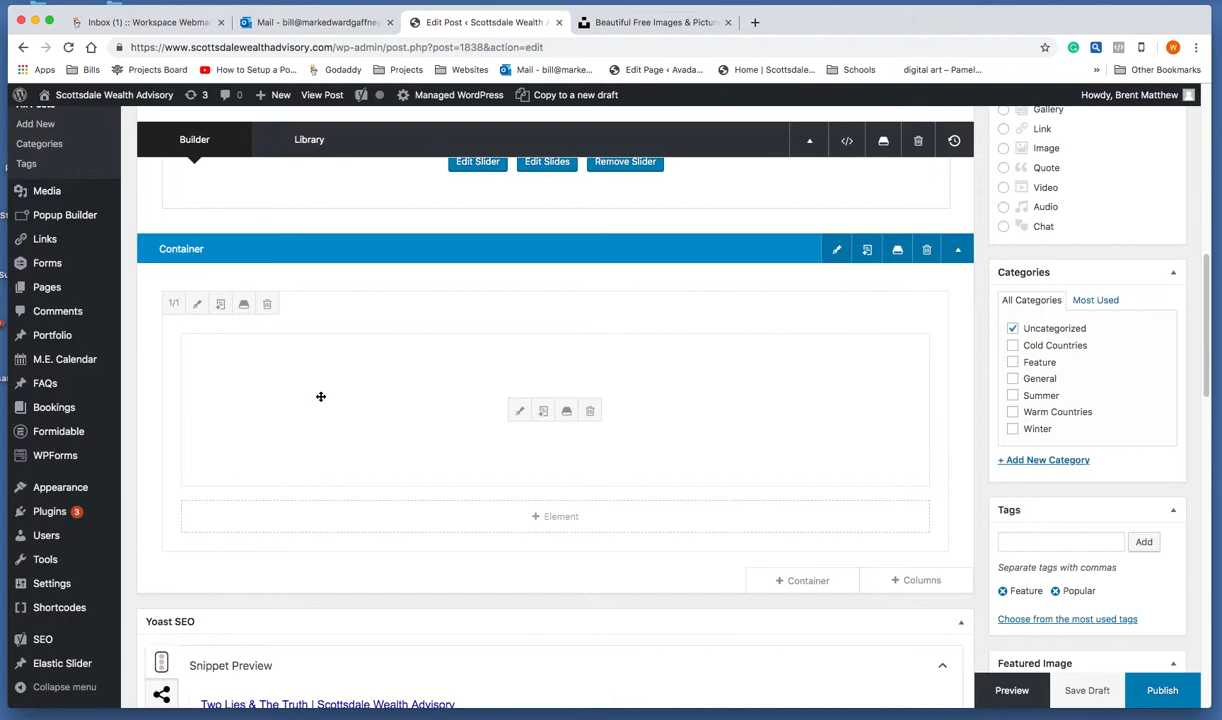 Inbox (1) :: Workspace Webma
Mail - bill@markedwardgaffney
Edit Post ‹ Scottsdale Wealth A
Beautiful Free Images & Picture
https://www.scottsdalewealthadvisory.com/wp-admin/post.php?post=1838&action=edit
Apps
Bills
Projects Board
How to Setup a Po...
Godaddy
Projects
Websites
Mail - bill@marke...
Edit Page ‹ Avada...
Home | Scottsdale...
Schools
digital art – Pamel...
»
Other Bookmarks
Scottsdale Wealth Advisory
3
New
View Post
Managed WordPress
Copy to a new draft
Howdy, Brent Matthew
All Posts
Add New
Categories
Tags
Media
Popup Builder
Links
Forms
Pages
Comments
Portfolio
M.E. Calendar
FAQs
Bookings
Formidable
WPForms
Appearance
Plugins 3
Users
Tools
Settings
Shortcodes
SEO
Elastic Slider
Collapse menu
Builder
Library
Edit Slider
Edit Slides
Remove Slider
Container
1/1
+ Element
+ Container
+ Columns
Yoast SEO
Snippet Preview
Two Lies & The Truth | Scottsdale Wealth Advisory
Gallery
Link
Image
Quote
Video
Audio
Chat
Categories
All Categories
Most Used
Uncategorized
Cold Countries
Feature
General
Summer
Warm Countries
Winter
+ Add New Category
Tags
Add
Separate tags with commas
Feature
Popular
Choose from the most used tags
Featured Image
Preview
Save Draft
Publish